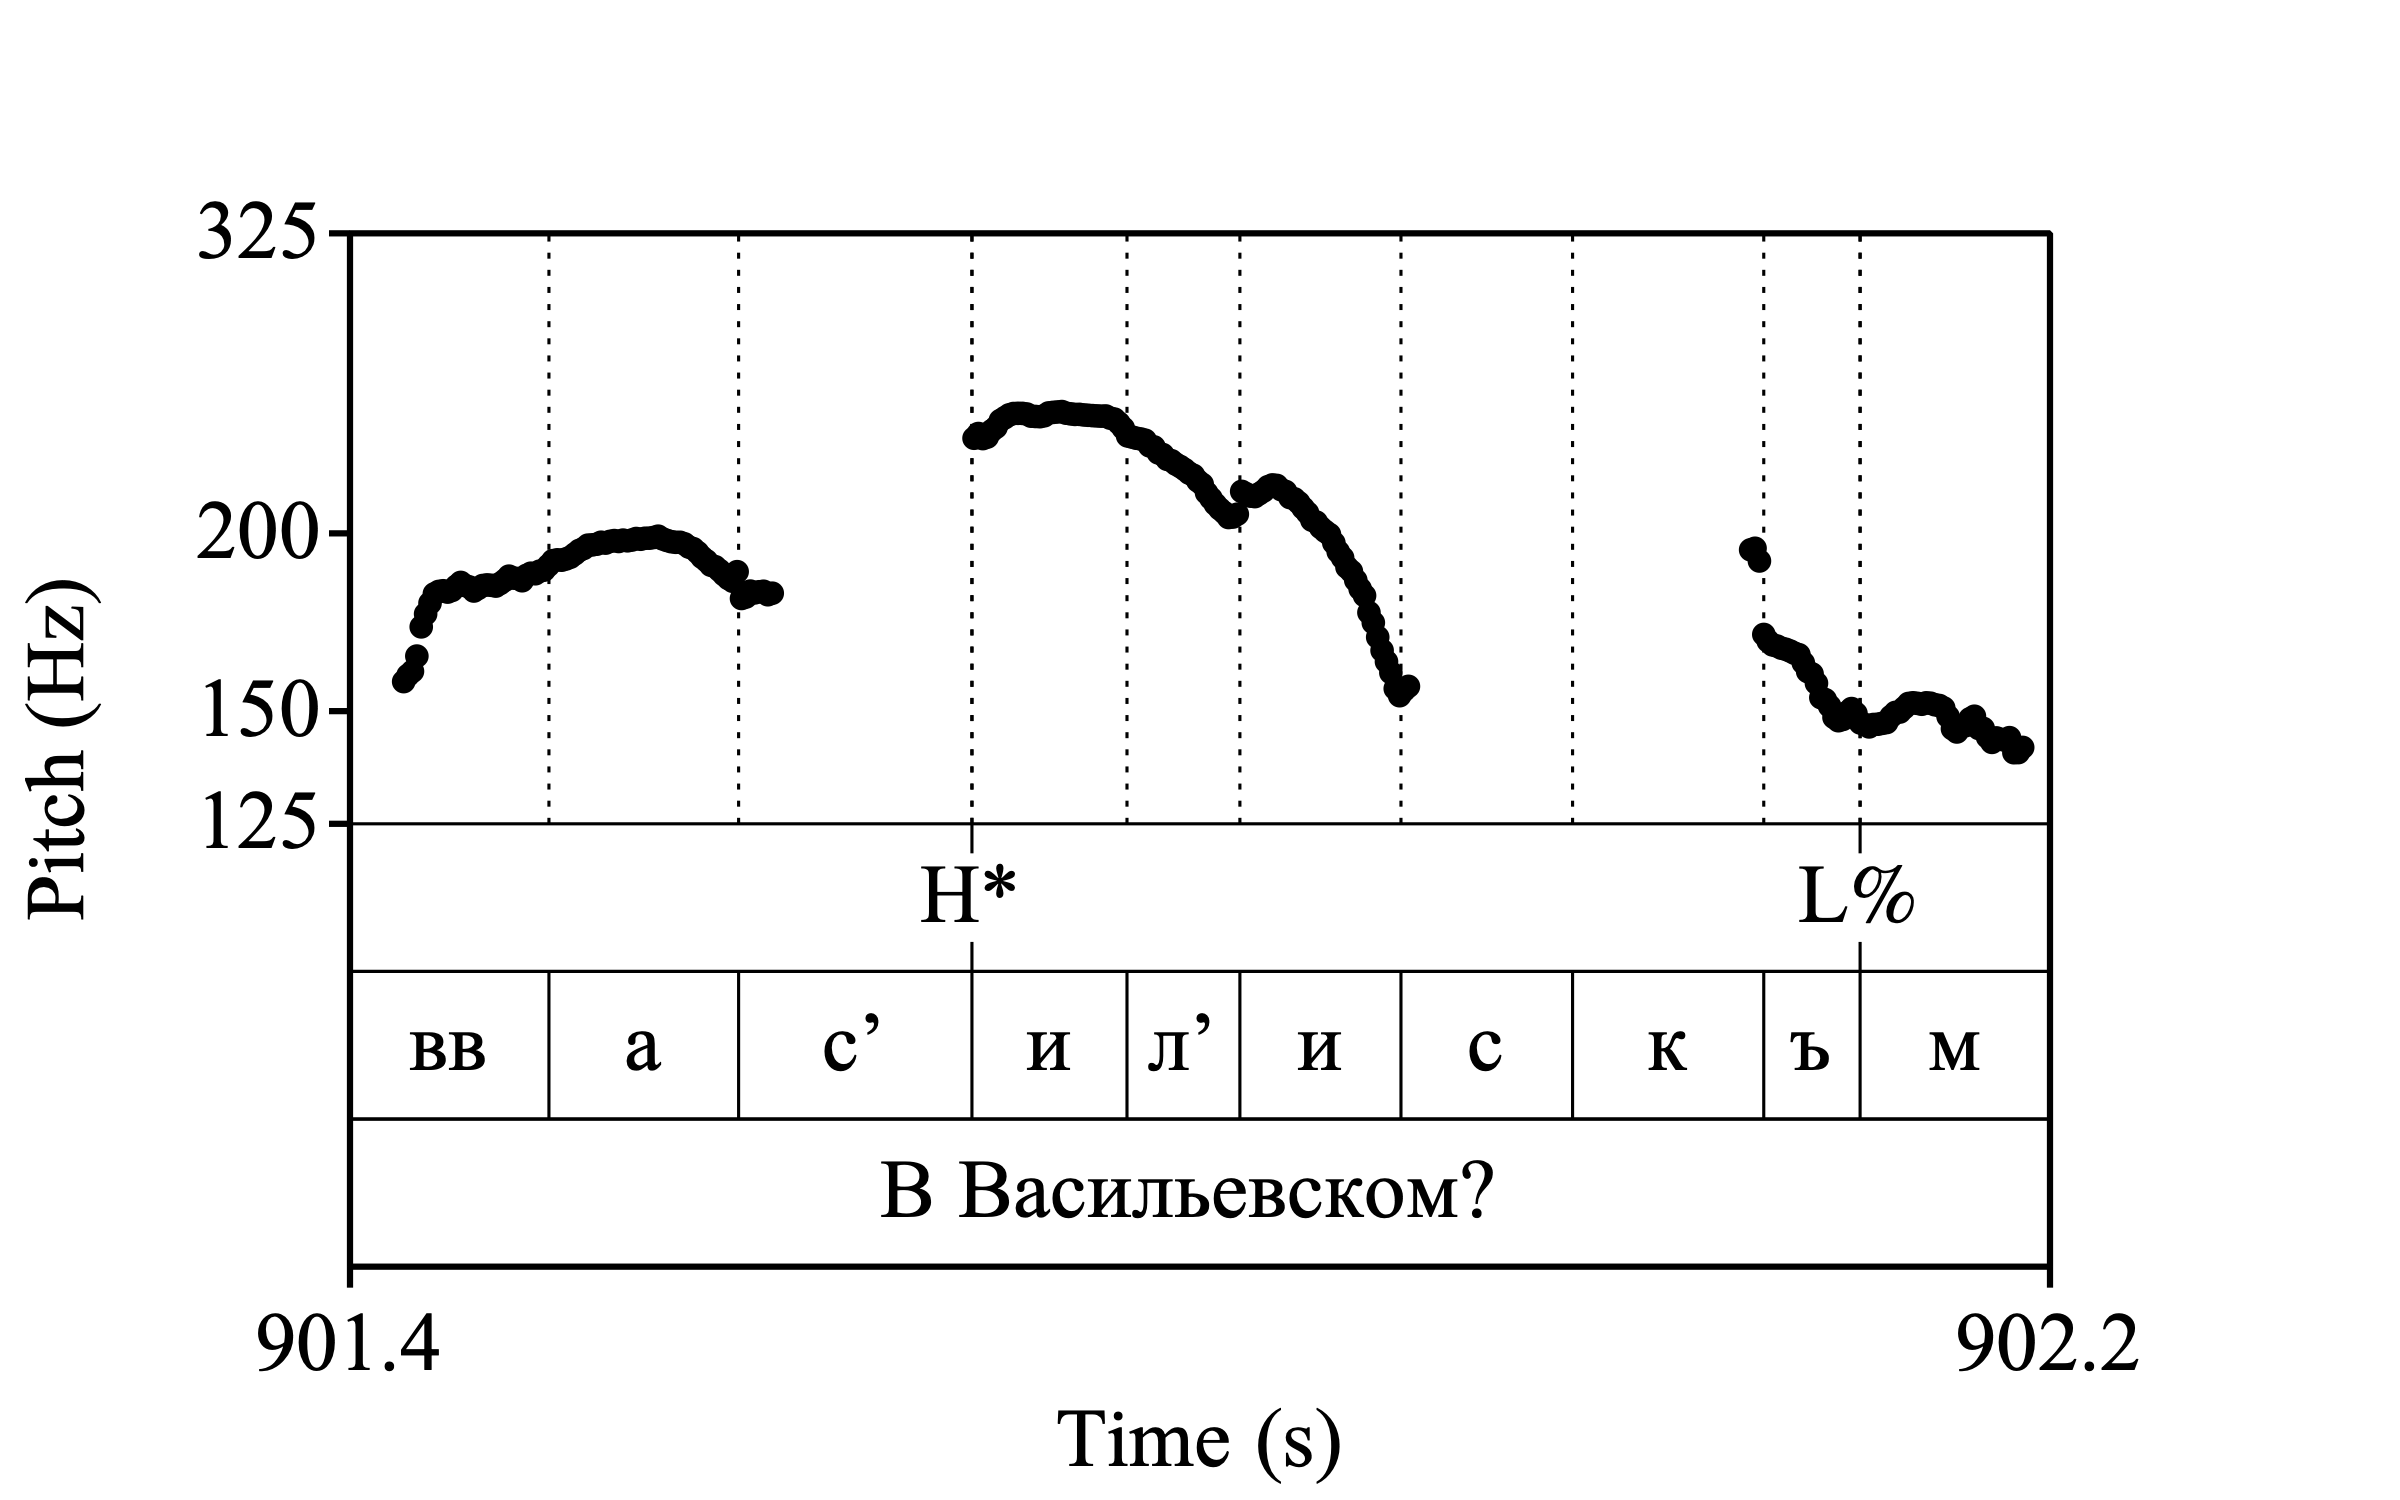 325
200
150
125
Pitch (Hz)
H* L%
вв а с’ и л’ и с к ъ м
В Васильевском?
901.4 902.2
Time (s)